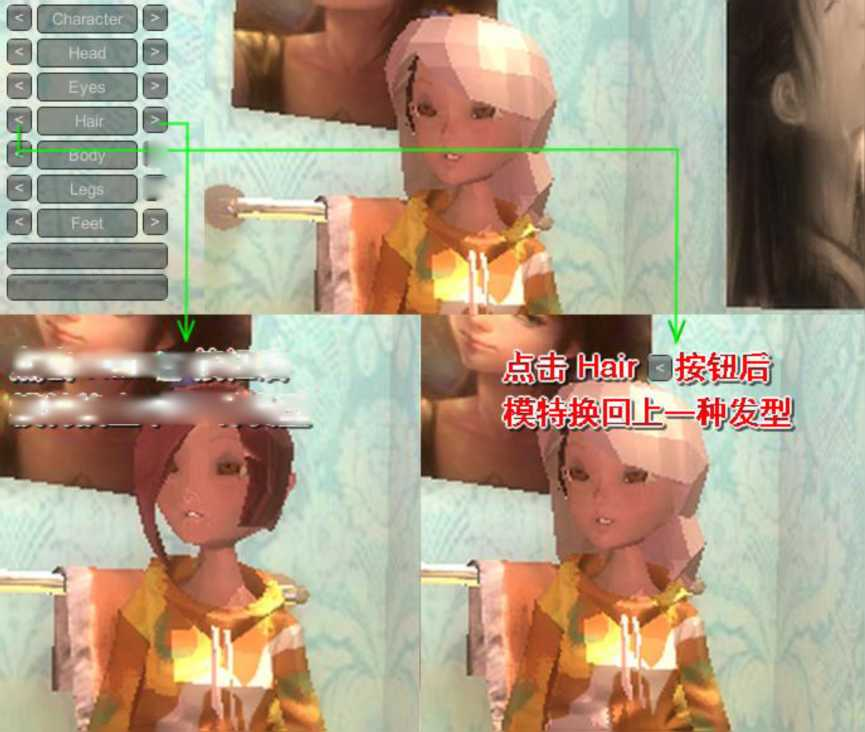 < Character >
< Head >
< Eyes >
< Hair >
< Body
< Legs
< Feet >
点击 Hair < 按钮后
模特换回上一种发型